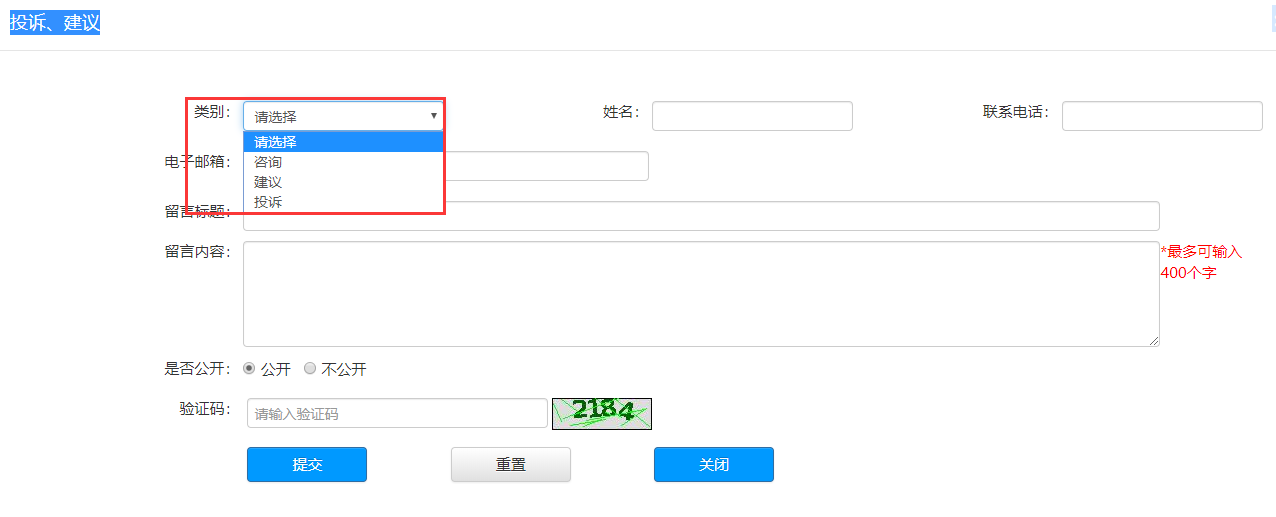 投诉、建议
类别： 请选择 姓名： 联系电话：
请选择
电子邮箱： 咨询
建议
留言标题： 投诉
留言内容： *最多可输入
400个字
是否公开： 公开 不公开
验证码： 请输入验证码 2184
提交 重置 关闭